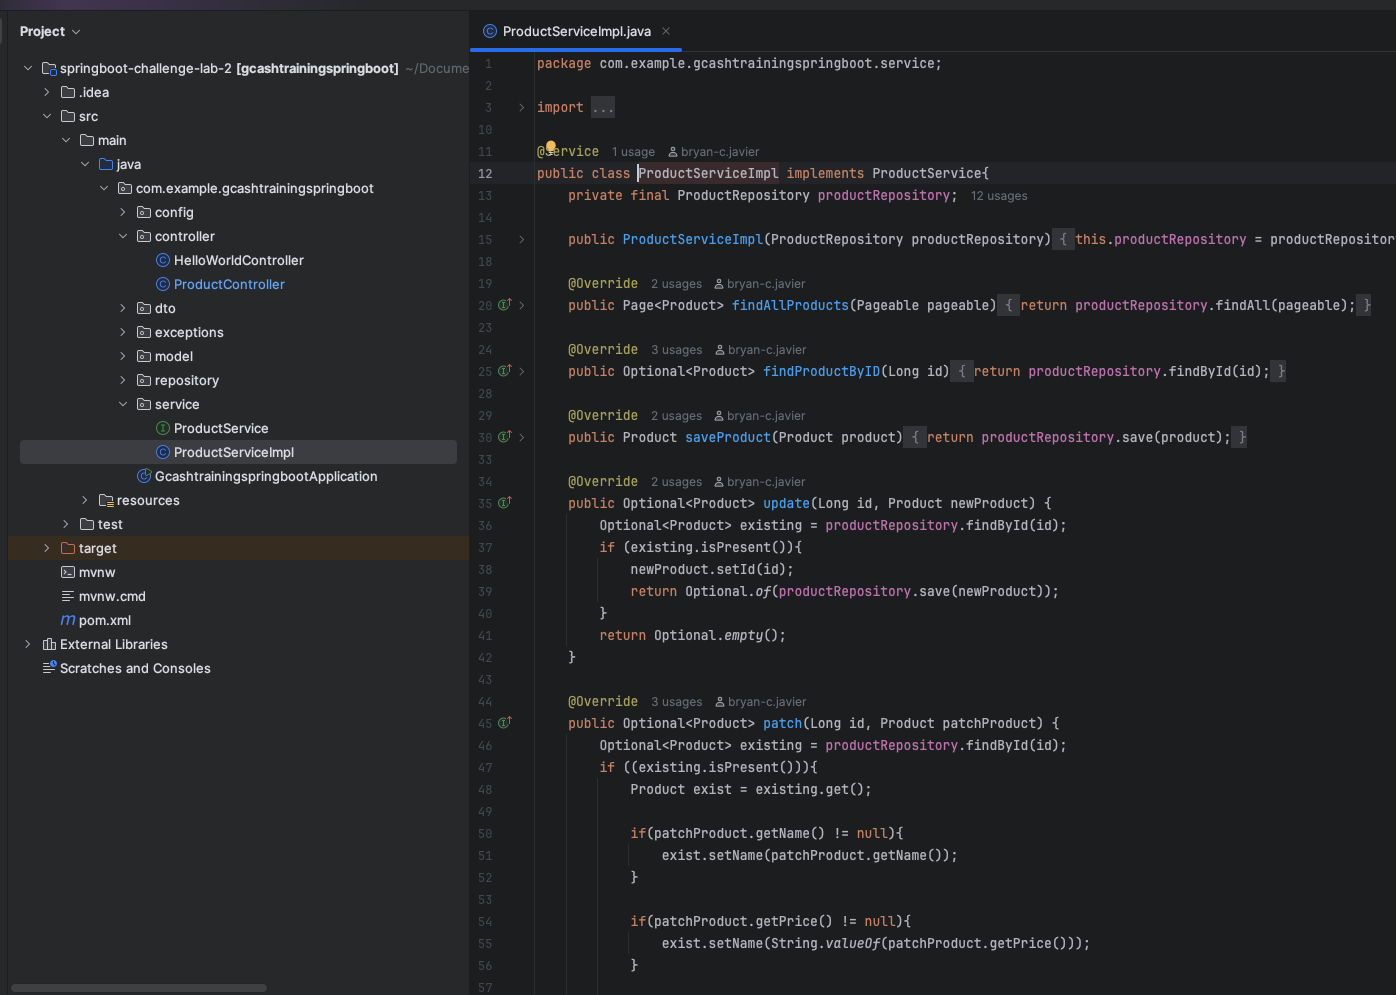 Project
springboot-challenge-lab-2 [gcashtrainingspringboot] ~/Docume
.idea
src
main
java
com.example.gcashtrainingspringboot
config
controller
HelloWorldController
ProductController
dto
exceptions
model
repository
service
ProductService
ProductServiceImpl
GcashtrainingspringbootApplication
resources
test
target
mvnw
mvnw.cmd
pom.xml
External Libraries
Scratches and Consoles
ProductServiceImpl.java
1 package com.example.gcashtrainingspringboot.service;
2
3 import ...
10
11 @Service 1 usage bryan-c.javier
12 public class ProductServiceImpl implements ProductService{
13 private final ProductRepository productRepository; 12 usages
14
15 public ProductServiceImpl(ProductRepository productRepository) { this.productRepository = productRepositor
18
19 @Override 2 usages bryan-c.javier
20 public Page<Product> findAllProducts(Pageable pageable) { return productRepository.findAll(pageable); }
23
24 @Override 3 usages bryan-c.javier
25 public Optional<Product> findProductByID(Long id) { return productRepository.findById(id); }
28
29 @Override 2 usages bryan-c.javier
30 public Product saveProduct(Product product) { return productRepository.save(product); }
33
34 @Override 2 usages bryan-c.javier
35 public Optional<Product> update(Long id, Product newProduct) {
36 Optional<Product> existing = productRepository.findById(id);
37 if (existing.isPresent()){
38 newProduct.setId(id);
39 return Optional.of(productRepository.save(newProduct));
40 }
41 return Optional.empty();
42 }
43
44 @Override 3 usages bryan-c.javier
45 public Optional<Product> patch(Long id, Product patchProduct) {
46 Optional<Product> existing = productRepository.findById(id);
47 if ((existing.isPresent())){
48 Product exist = existing.get();
49
50 if(patchProduct.getName() != null){
51 exist.setName(patchProduct.getName());
52 }
53
54 if(patchProduct.getPrice() != null){
55 exist.setName(String.valueOf(patchProduct.getPrice()));
56 }
57